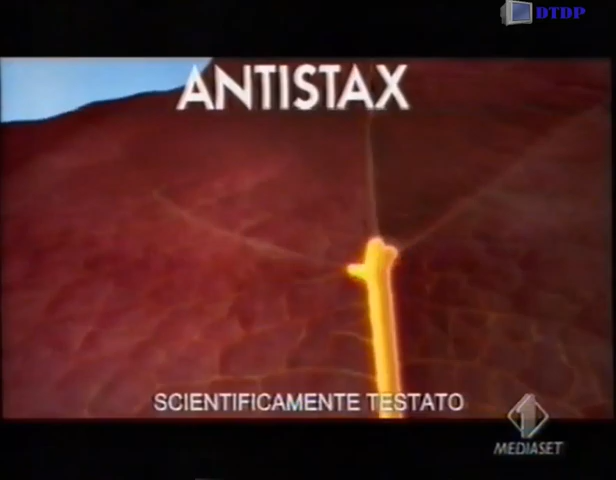 DTDP
ANTISTAX
SCIENTIFICAMENTE TESTATO
1
MEDIASET